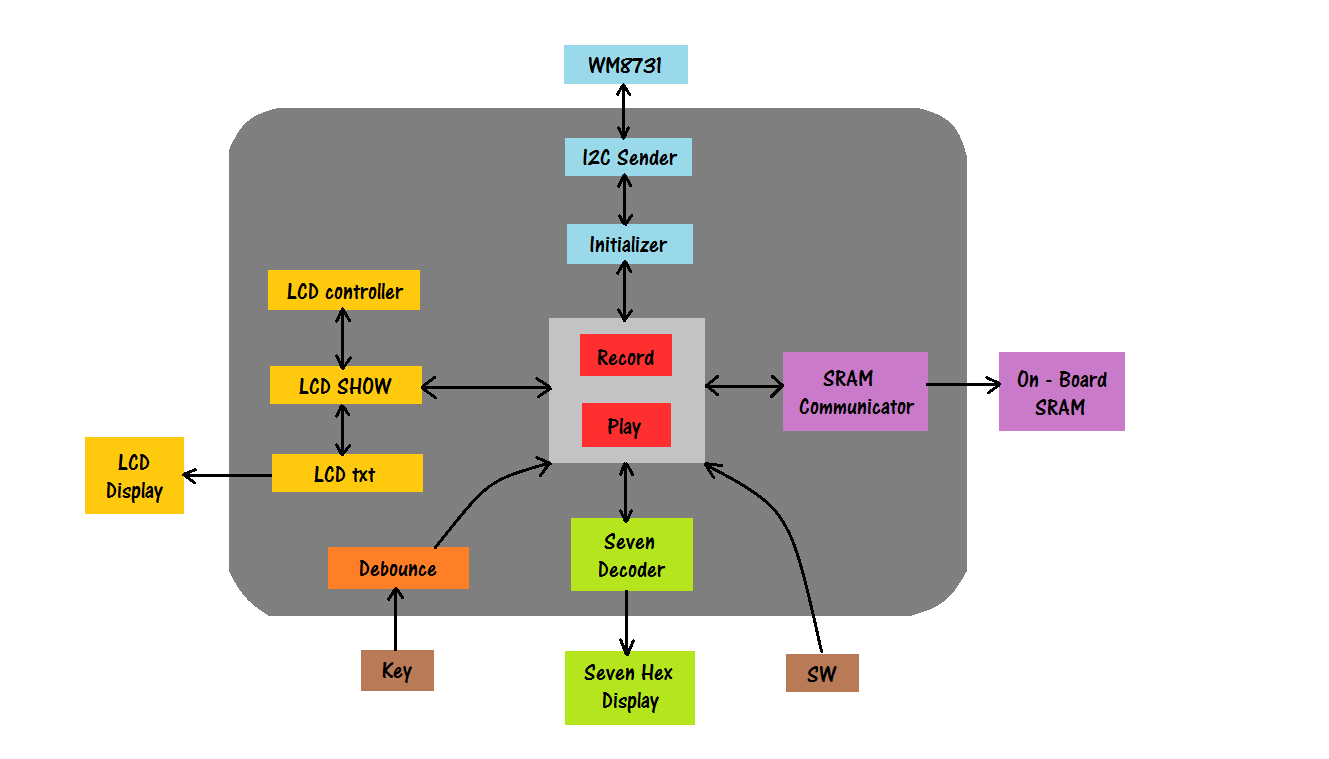 WM8731
I2C Sender
Initializer
LCD controller
Record
SRAM
Communicator
On - Board
SRAM
LCD SHOW
Play
LCD
Display
LCD txt
Seven
Decoder
Debounce
Key
Seven Hex
Display
SW